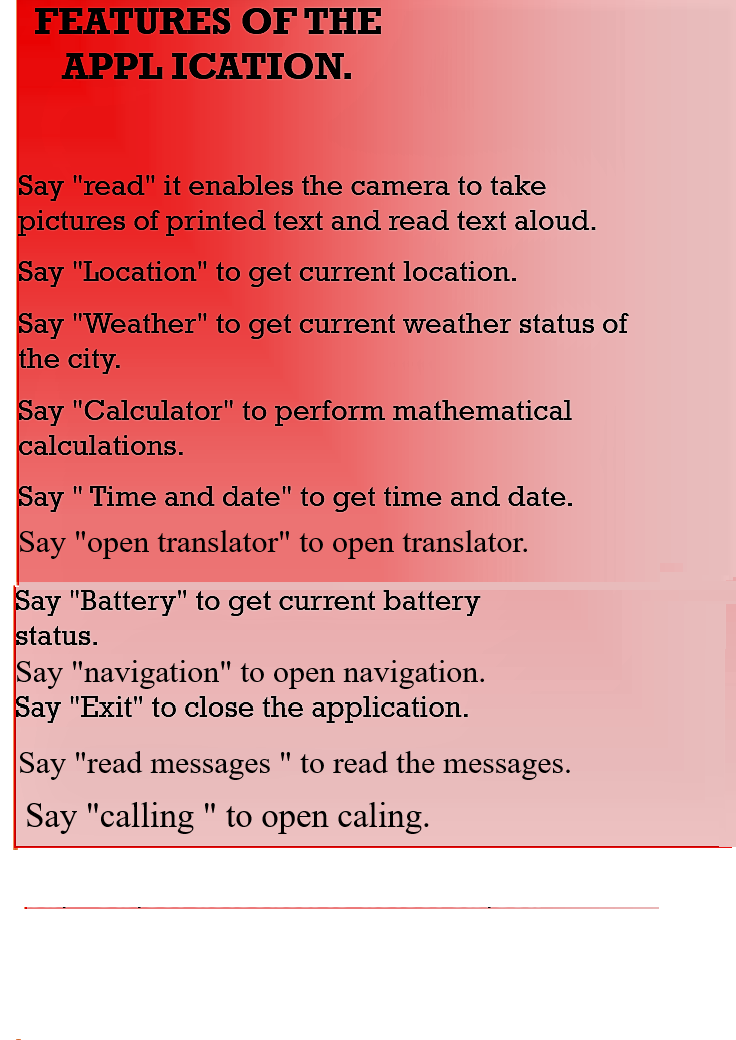 FEATURES OF THE
APPL ICATION.
Say "read" it enables the camera to take
pictures of printed text and read text aloud.
Say "Location" to get current location.
Say "Weather" to get current weather status of
the city.
Say "Calculator" to perform mathematical
calculations.
Say " Time and date" to get time and date.
Say "open translator" to open translator.
Say "Battery" to get current battery
status.
Say "navigation" to open navigation.
Say "Exit" to close the application.
Say "read messages " to read the messages.
Say "calling " to open caling.